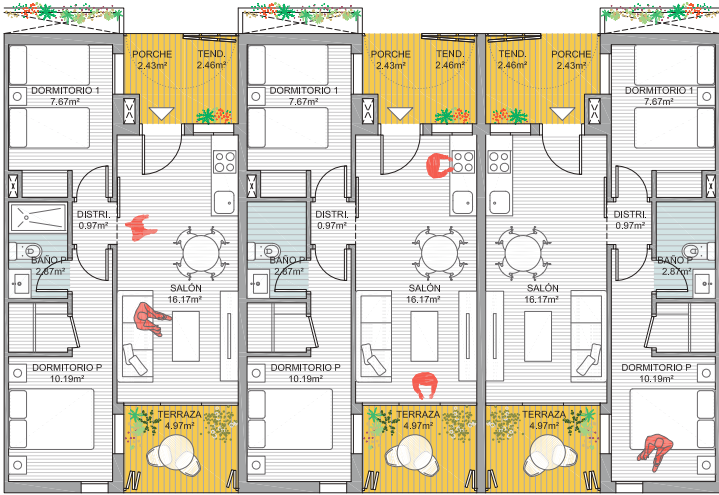 PORCHE
2.43m²
TEND.
2.46m²
PORCHE
2.43m²
TEND.
2.46m²
TEND.
2.46m²
PORCHE
2.43m²
DORMITORIO 1
7.67m²
DORMITORIO 1
7.67m²
DORMITORIO 1
7.67m²
DISTRI.
0.97m²
DISTRI.
0.97m²
DISTRI.
0.97m²
BAÑO P
2.87m²
BAÑO P
2.87m²
BAÑO P
2.87m²
SALÓN
16.17m²
SALÓN
16.17m²
SALÓN
16.17m²
DORMITORIO P
10.19m²
DORMITORIO P
10.19m²
DORMITORIO P
10.19m²
TERRAZA
4.97m²
TERRAZA
4.97m²
TERRAZA
4.97m²